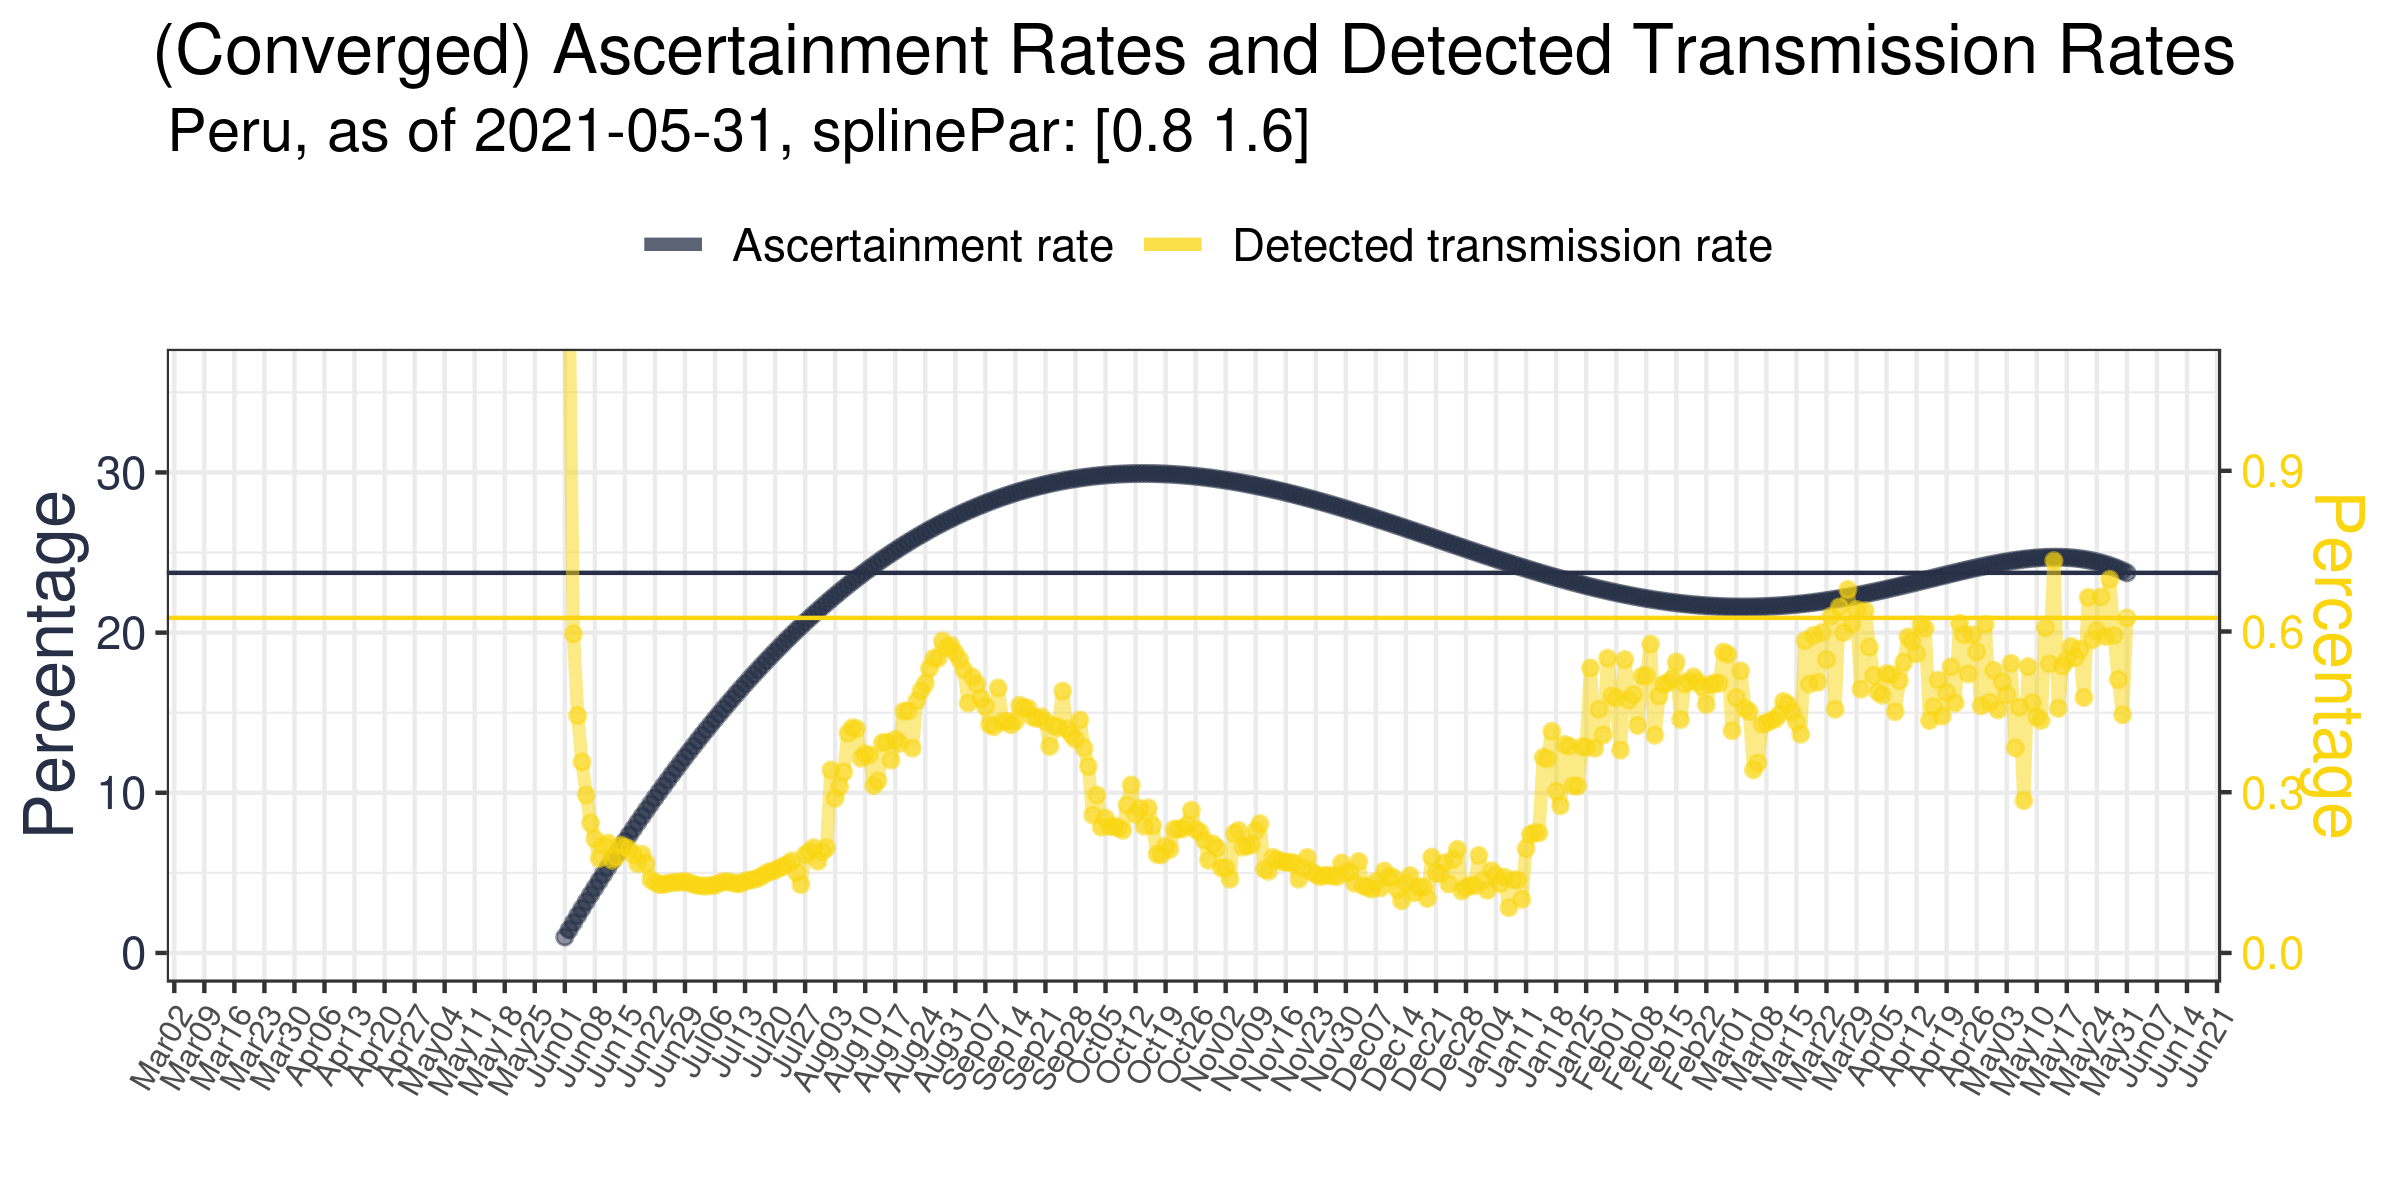 (Converged) Ascertainment Rates and Detected Transmission Rates
Peru, as of 2021-05-31, splinePar: [0.8 1.6]
Ascertainment rate
Detected transmission rate
Percentage
30
20
10
0
0.9
0.6
0.3
0.0
Percentage
Mar02
Mar09
Mar16
Mar23
Mar30
Apr06
Apr13
Apr20
Apr27
May04
May11
May18
May25
Jun01
Jun08
Jun15
Jun22
Jun29
Jul06
Jul13
Jul20
Jul27
Aug03
Aug10
Aug17
Aug24
Aug31
Sep07
Sep14
Sep21
Sep28
Oct05
Oct12
Oct19
Oct26
Nov02
Nov09
Nov16
Nov23
Nov30
Dec07
Dec14
Dec21
Dec28
Jan04
Jan11
Jan18
Jan25
Feb01
Feb08
Feb15
Feb22
Mar01
Mar08
Mar15
Mar22
Mar29
Apr05
Apr12
Apr19
Apr26
May03
May10
May17
May24
May31
Jun07
Jun14
Jun21